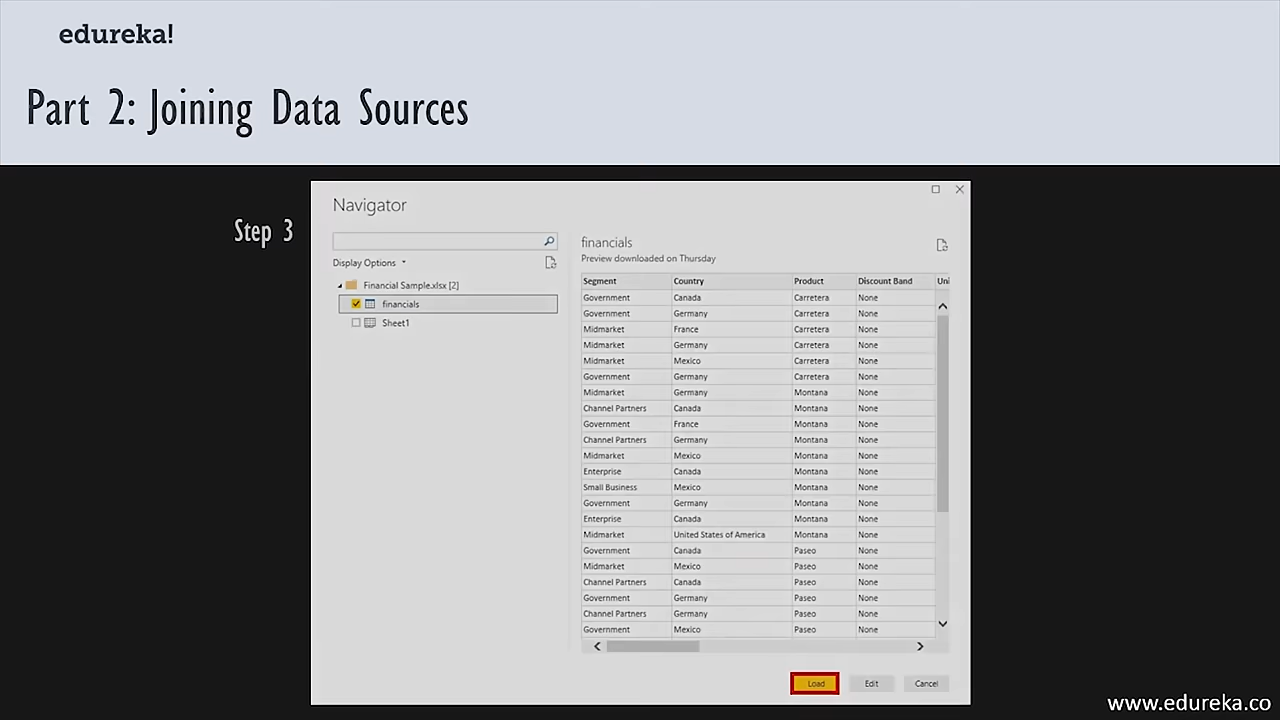 edureka!
Part 2: Joining Data Sources
Step 3
Navigator
Display Options
Financial Sample.xlsx [2]
financials
Sheet1
financials
Preview downloaded on Thursday
Segment Country Product Discount Band Uni
Government Canada Carretera None
Government Germany Carretera None
Midmarket France Carretera None
Midmarket Germany Carretera None
Midmarket Mexico Carretera None
Government Germany Carretera None
Midmarket Germany Montana None
Channel Partners Canada Montana None
Government France Montana None
Channel Partners Germany Montana None
Midmarket Mexico Montana None
Enterprise Canada Montana None
Small Business Mexico Montana None
Government Germany Montana None
Enterprise Canada Montana None
Midmarket United States of America Montana None
Government Canada Paseo None
Midmarket Mexico Paseo None
Channel Partners Canada Paseo None
Government Germany Paseo None
Channel Partners Germany Paseo None
Government Mexico Paseo None
Load Edit Cancel
www.edureka.co